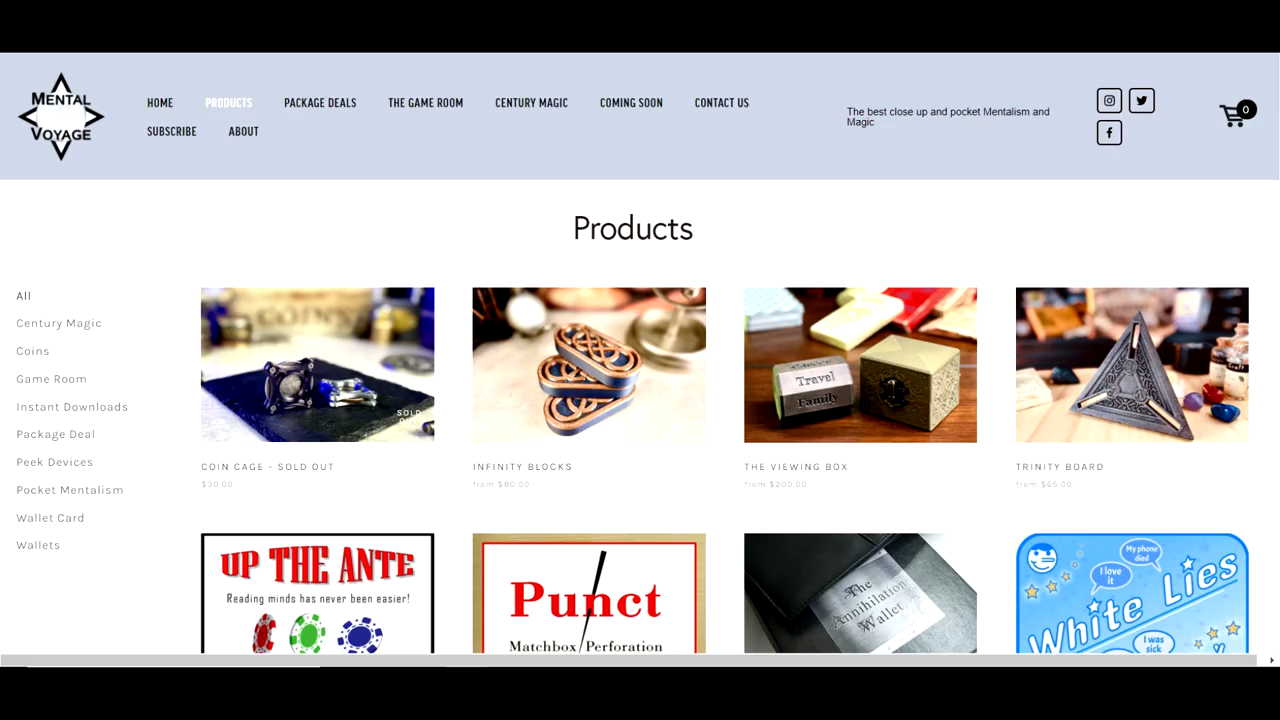 MENTAL
VOYAGE
HOME
PRODUCTS
PACKAGE DEALS
THE GAME ROOM
CENTURY MAGIC
COMING SOON
CONTACT US
SUBSCRIBE
ABOUT
The best close up and pocket Mentalism and
Magic
0
Products
All
Century Magic
Coins
Game Room
Instant Downloads
Package Deal
Peek Devices
Pocket Mentalism
Wallet Card
Wallets
SOLD
COIN CAGE - SOLD OUT
$30.00
INFINITY BLOCKS
from $80.00
Travel
Family
THE VIEWING BOX
from $200.00
TRINITY BOARD
from $65.00
UP THE ANTE
Reading minds has never been easier!
Punct
Matchbox Perforation
The
Annihilation
Wallet
White Lies
My phone
died
I love
it
I was
sick